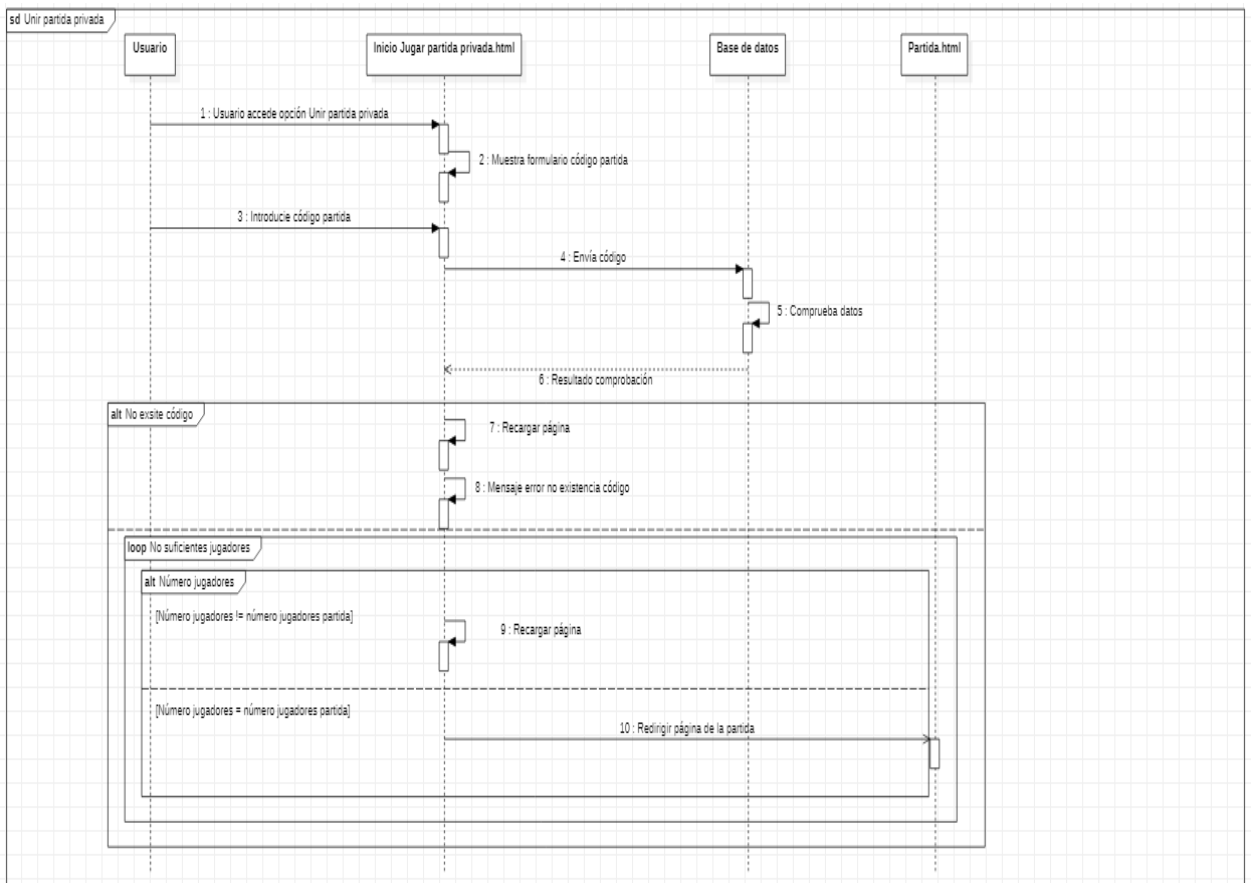 sd Unir partida privada
Usuario
Inicio Jugar partida privada.html
Base de datos
Partida.html
1 : Usuario accede opción Unir partida privada
2 : Muestra formulario código partida
3 : Introducie código partida
4 : Envía código
5 : Comprueba datos
6 : Resultado comprobación
alt No exsite código
7 : Recargar página
8 : Mensaje error no existencia código
loop No suficientes jugadores
alt Número jugadores
[Número jugadores != número jugadores partida]
9 : Recargar página
[Número jugadores = número jugadores partida]
10 : Redirigir página de la partida